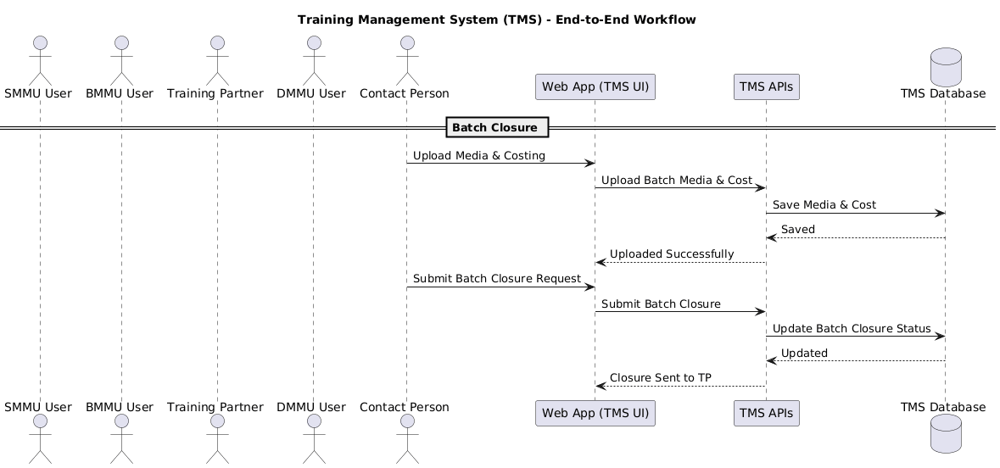 Training Management System (TMS) - End-to-End Workflow
SMMU User
BMMU User
Training Partner
DMMU User
Contact Person
Web App (TMS UI)
TMS APIs
TMS Database
Batch Closure
Upload Media & Costing
Upload Batch Media & Cost
Save Media & Cost
Saved
Uploaded Successfully
Submit Batch Closure Request
Submit Batch Closure
Update Batch Closure Status
Updated
Closure Sent to TP
SMMU User
BMMU User
Training Partner
DMMU User
Contact Person
Web App (TMS UI)
TMS APIs
TMS Database